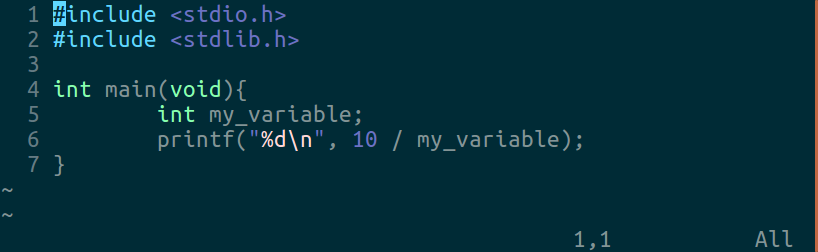 1 #include <stdio.h>
2 #include <stdlib.h>
3
4 int main(void){
5         int my_variable;
6         printf("%d\n", 10 / my_variable);
7 }
~
~
1,1 All